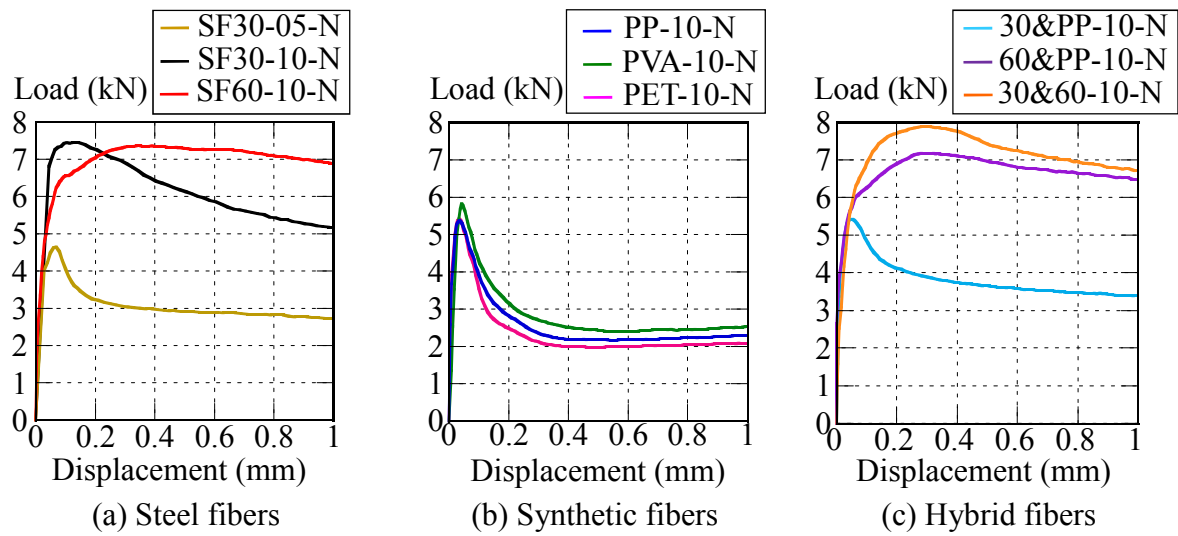 SF30-05-N
SF30-10-N
SF60-10-N
Load (kN)
8
7
6
5
4
3
2
1
0
0 0.2 0.4 0.6 0.8 1
Displacement (mm)
(a) Steel fibers
PP-10-N
PVA-10-N
PET-10-N
Load (kN)
8
7
6
5
4
3
2
1
0
0 0.2 0.4 0.6 0.8 1
Displacement (mm)
(b) Synthetic fibers
30&PP-10-N
60&PP-10-N
30&60-10-N
Load (kN)
8
7
6
5
4
3
2
1
0
0 0.2 0.4 0.6 0.8 1
Displacement (mm)
(c) Hybrid fibers